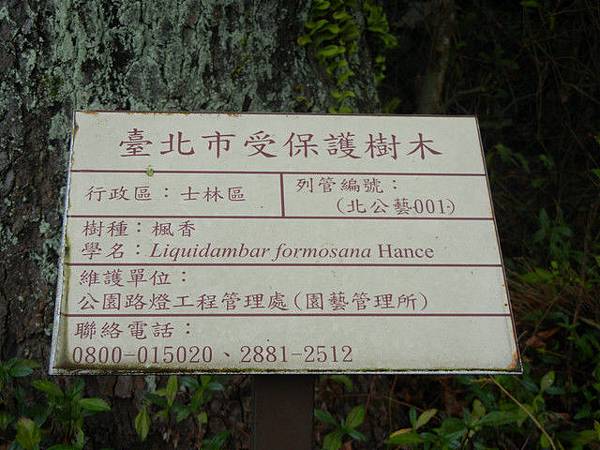 臺北市受保護樹木
行政區：士林區
列管編號：
(北公藝001)
樹種：楓香
學名：Liquidambar formosana Hance
維護單位：
公園路燈工程管理處(園藝管理所)
聯絡電話：
0800-015020、2881-2512